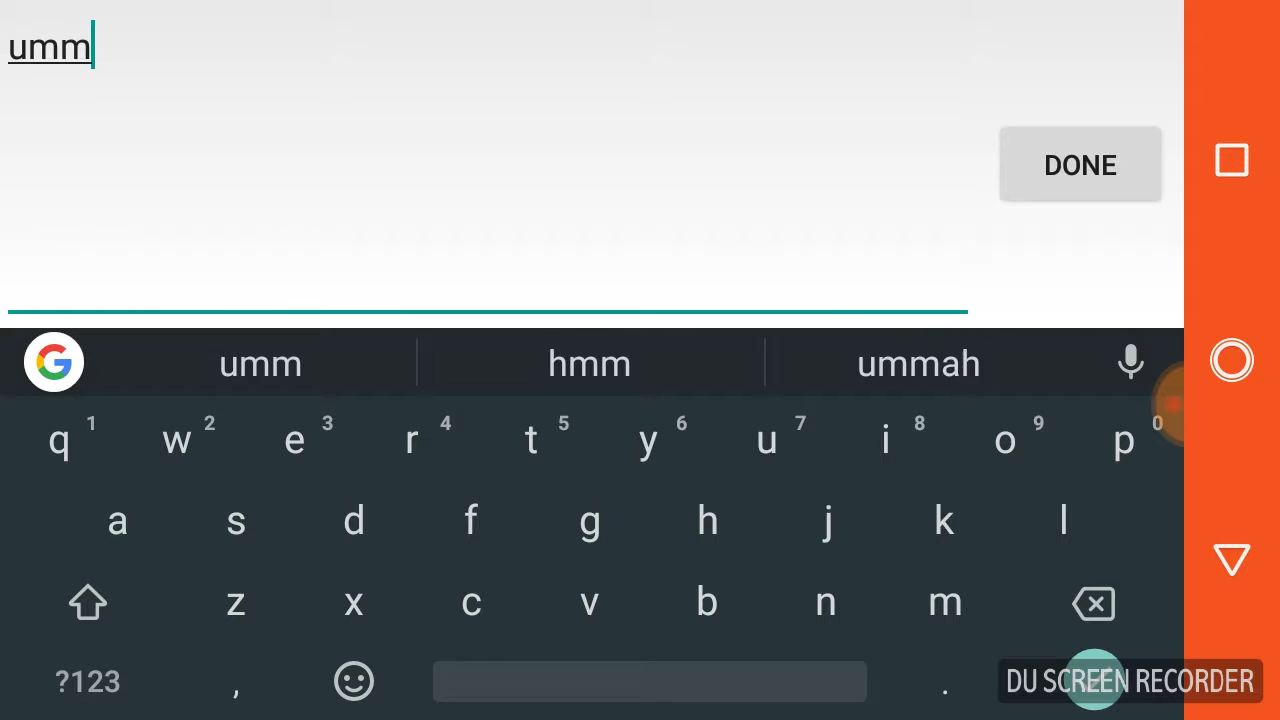 umm
DONE
umm hmm ummah
q 1 w 2 e 3 r 4 t 5 y 6 u 7 i 8 o 9 p 0
a s d f g h j k l
z x c v b n m
?123 , . DU SCREEN RECORDER